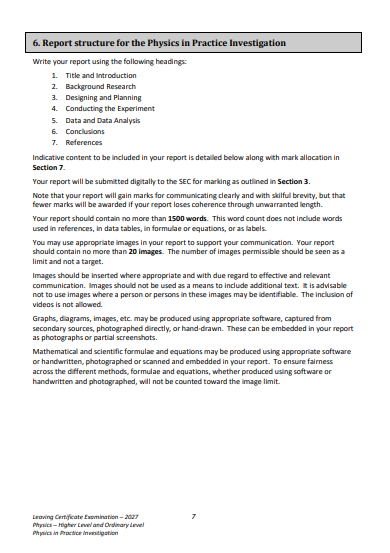 6. Report structure for the Physics in Practice Investigation
Write your report using the following headings:
1. Title and Introduction
2. Background Research
3. Designing and Planning
4. Conducting the Experiment
5. Data and Data Analysis
6. Conclusions
7. References
Indicative content to be included in your report is detailed below along with mark allocation in
Section 7.
Your report will be submitted digitally to the SEC for marking as outlined in Section 3.
Note that your report will gain marks for communicating clearly and with skilful brevity, but that
fewer marks will be awarded if your report loses coherence through unwarranted length.
Your report should contain no more than 1500 words. This word count does not include words
used in references, in data tables, in formulae or equations, or as labels.
You may use appropriate images in your report to support your communication. Your report
should contain no more than 20 images. The number of images permissible should be seen as a
limit and not a target.
Images should be inserted where appropriate and with due regard to effective and relevant
communication. Images should not be used as a means to include additional text. It is advisable
not to use images where a person or persons in these images may be identifiable. The inclusion of
videos is not allowed.
Graphs, diagrams, images, etc. may be produced using appropriate software, captured from
secondary sources, photographed directly, or hand-drawn. These can be embedded in your report
as photographs or partial screenshots.
Mathematical and scientific formulae and equations may be produced using appropriate software
or handwritten, photographed or scanned and embedded in your report. To ensure fairness
across the different methods, formulae and equations, whether produced using software or
handwritten and photographed, will not be counted toward the image limit.
Leaving Certificate Examination – 2027
7
Physics – Higher Level and Ordinary Level
Physics in Practice Investigation